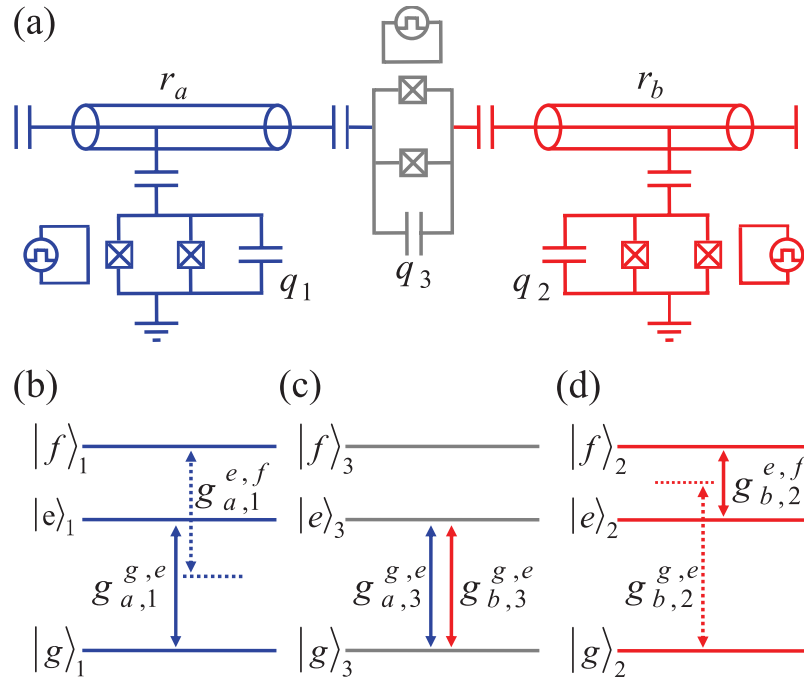 (a)
r_a
r_b
q_1
q_3
q_2
(b)
(c)
(d)
|f⟩_1
|e⟩_1
|g⟩_1
g_{a,1}^{e,f}
g_{a,1}^{g,e}
|f⟩_3
|e⟩_3
|g⟩_3
g_{a,3}^{g,e}
g_{b,3}^{g,e}
|f⟩_2
|e⟩_2
|g⟩_2
g_{b,2}^{e,f}
g_{b,2}^{g,e}